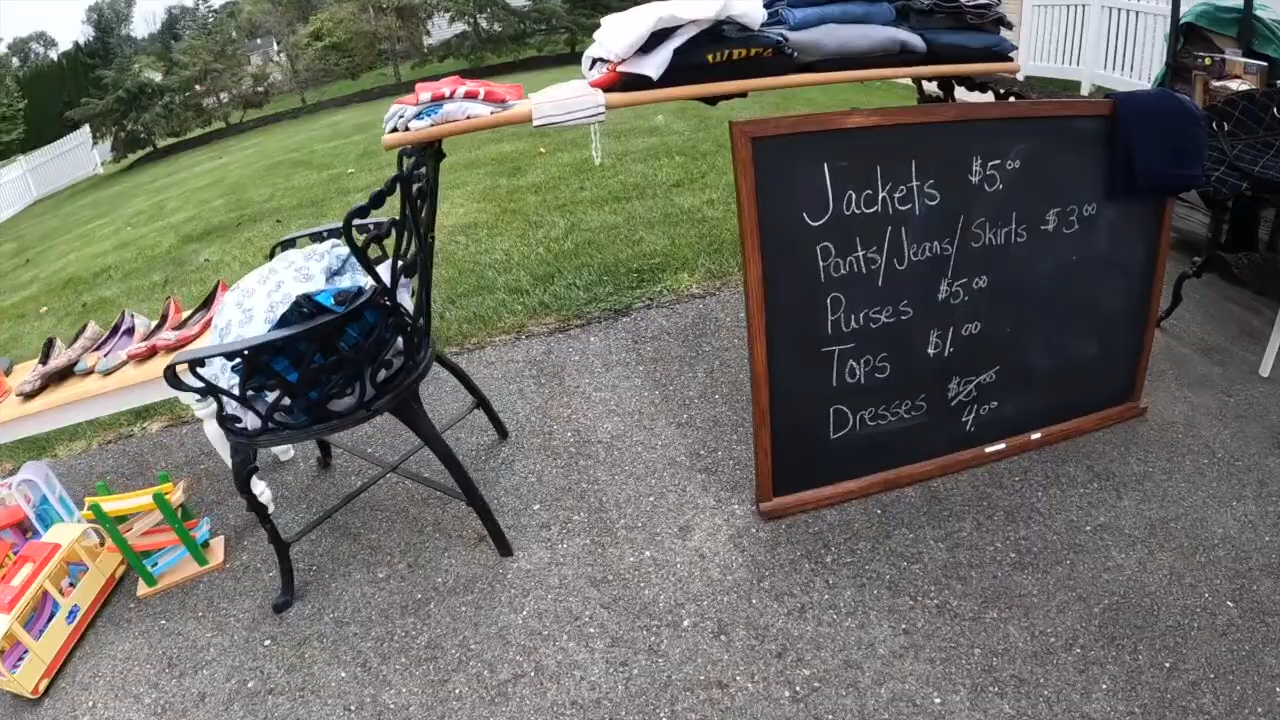 Jackets $5.00
Pants/Jeans/Skirts $3.00
Purses $5.00
Tops $1.00
Dresses $5.00
4.00